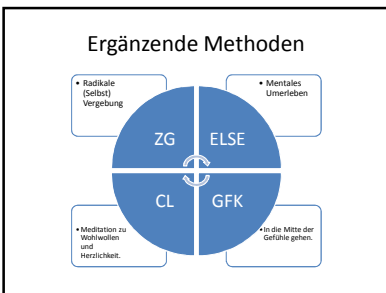 Ergänzende Methoden
• Radikale
(Selbst)
Vergebung
• Mentales
Umerleben
ZG
ELSE
CL
GFK
• Meditation zu
Wohlwollen
und
Herzlichkeit.
• In die Mitte der
Gefühle gehen.